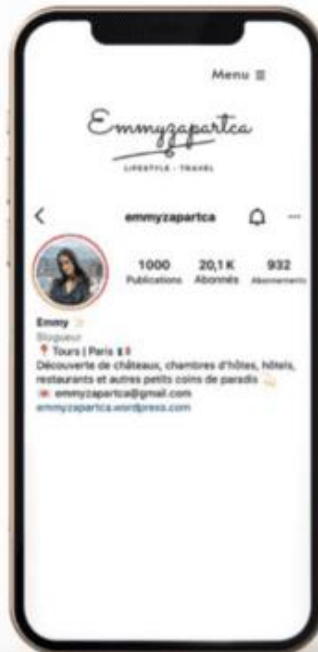 Menu ≡
Emmyzapartca
LIFESTYLE - TRAVEL
emmyzapartca
1000 20,1 K 932
Publications Abonnés Abonnements
Emmy
Blogueur
Tours | Paris
Découverte de châteaux, chambres d'hôtes, hôtels,
restaurants et autres petits coins de paradis
emmyzapartca@gmail.com
emmyzapartca.wordpress.com